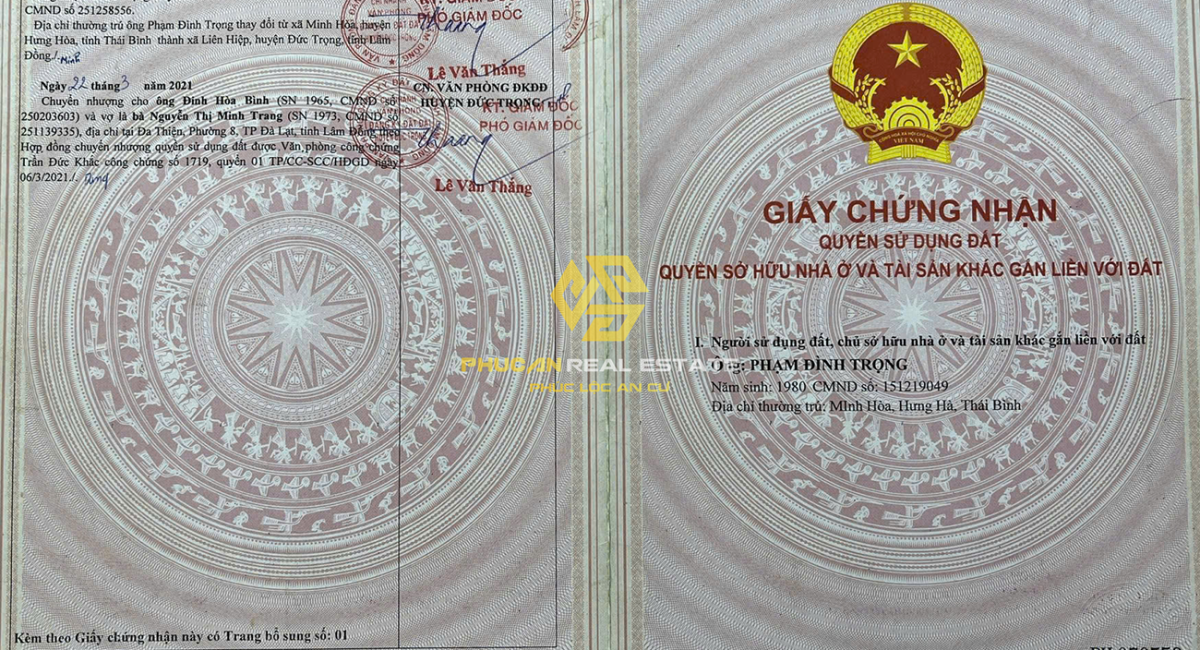 CMND số 251258556.
Địa chỉ thường trú ông Phạm Đình Trọng thay đổi từ xã Minh Hòa, huyện
Hưng Hòa, tỉnh Thái Bình thành xã Liên Hiệp, huyện Đức Trọng, tỉnh Lâm
Đồng./.
PHÓ GIÁM ĐỐC
Lê Văn Thắng
Ngày 22 tháng 3 năm 2021
Chuyển nhượng cho ông Đinh Hòa Bình (SN 1965, CMND số
250203603) và vợ là bà Nguyễn Thị Minh Trang (SN 1973, CMND số
251139335), địa chỉ tại Đa Thiện, Phường 8, TP Đà Lạt, tỉnh Lâm Đồng theo
Hợp đồng chuyển nhượng quyền sử dụng đất được Văn phòng công chứng
Trần Đức Khắc công chứng số 1719, quyển 01 TP/CC-SCC/HĐGD ngày
06/3/2021./.
CN. VĂN PHÒNG ĐKĐĐ
HUYỆN ĐỨC TRỌNG
KT. GIÁM ĐỐC
PHÓ GIÁM ĐỐC
Lê Văn Thắng
Kèm theo Giấy chứng nhận này có Trang bổ sung số: 01
VIỆT NAM
GIẤY CHỨNG NHẬN
QUYỀN SỬ DỤNG ĐẤT
QUYỀN SỞ HỮU NHÀ Ở VÀ TÀI SẢN KHÁC GẮN LIỀN VỚI ĐẤT
I. Người sử dụng đất, chủ sở hữu nhà ở và tài sản khác gắn liền với đất
Ông: PHẠM ĐÌNH TRỌNG
Năm sinh: 1980 CMND số: 151219049
Địa chỉ thường trú: MInh Hòa, Hưng Hà, Thái Bình
PHUCAN REAL ESTATE
PHÚC LỘC AN CƯ